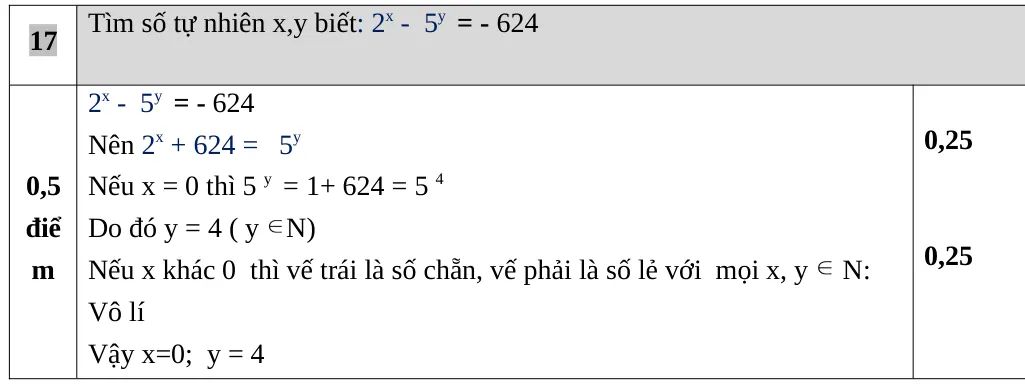 17
Tìm số tự nhiên x,y biết: 2ˣ - 5ʸ = - 624
0,5
điể
m
2ˣ - 5ʸ = - 624
Nên 2ˣ + 624 = 5ʸ
Nếu x = 0 thì 5 ʸ = 1+ 624 = 5 ⁴
Do đó y = 4 ( y ∈N)
Nếu x khác 0 thì vế trái là số chẵn, vế phải là số lẻ với mọi x, y ∈ N:
Vô lí
Vậy x=0; y = 4
0,25
0,25